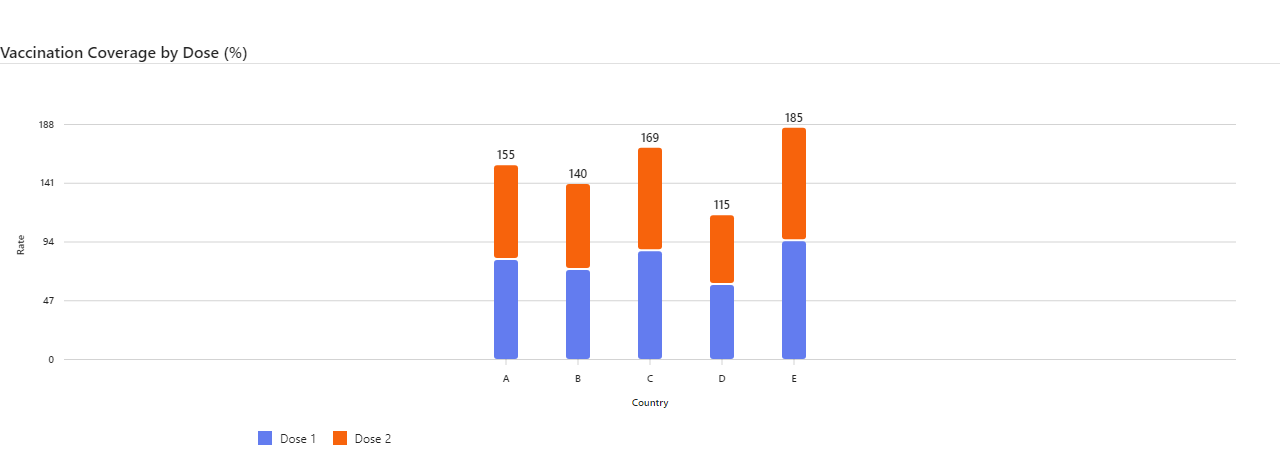 Vaccination Coverage by Dose (%)
185
188
169
155
140
141
115
94
Rate
47
0
A B C D E
Country
Dose 1 Dose 2